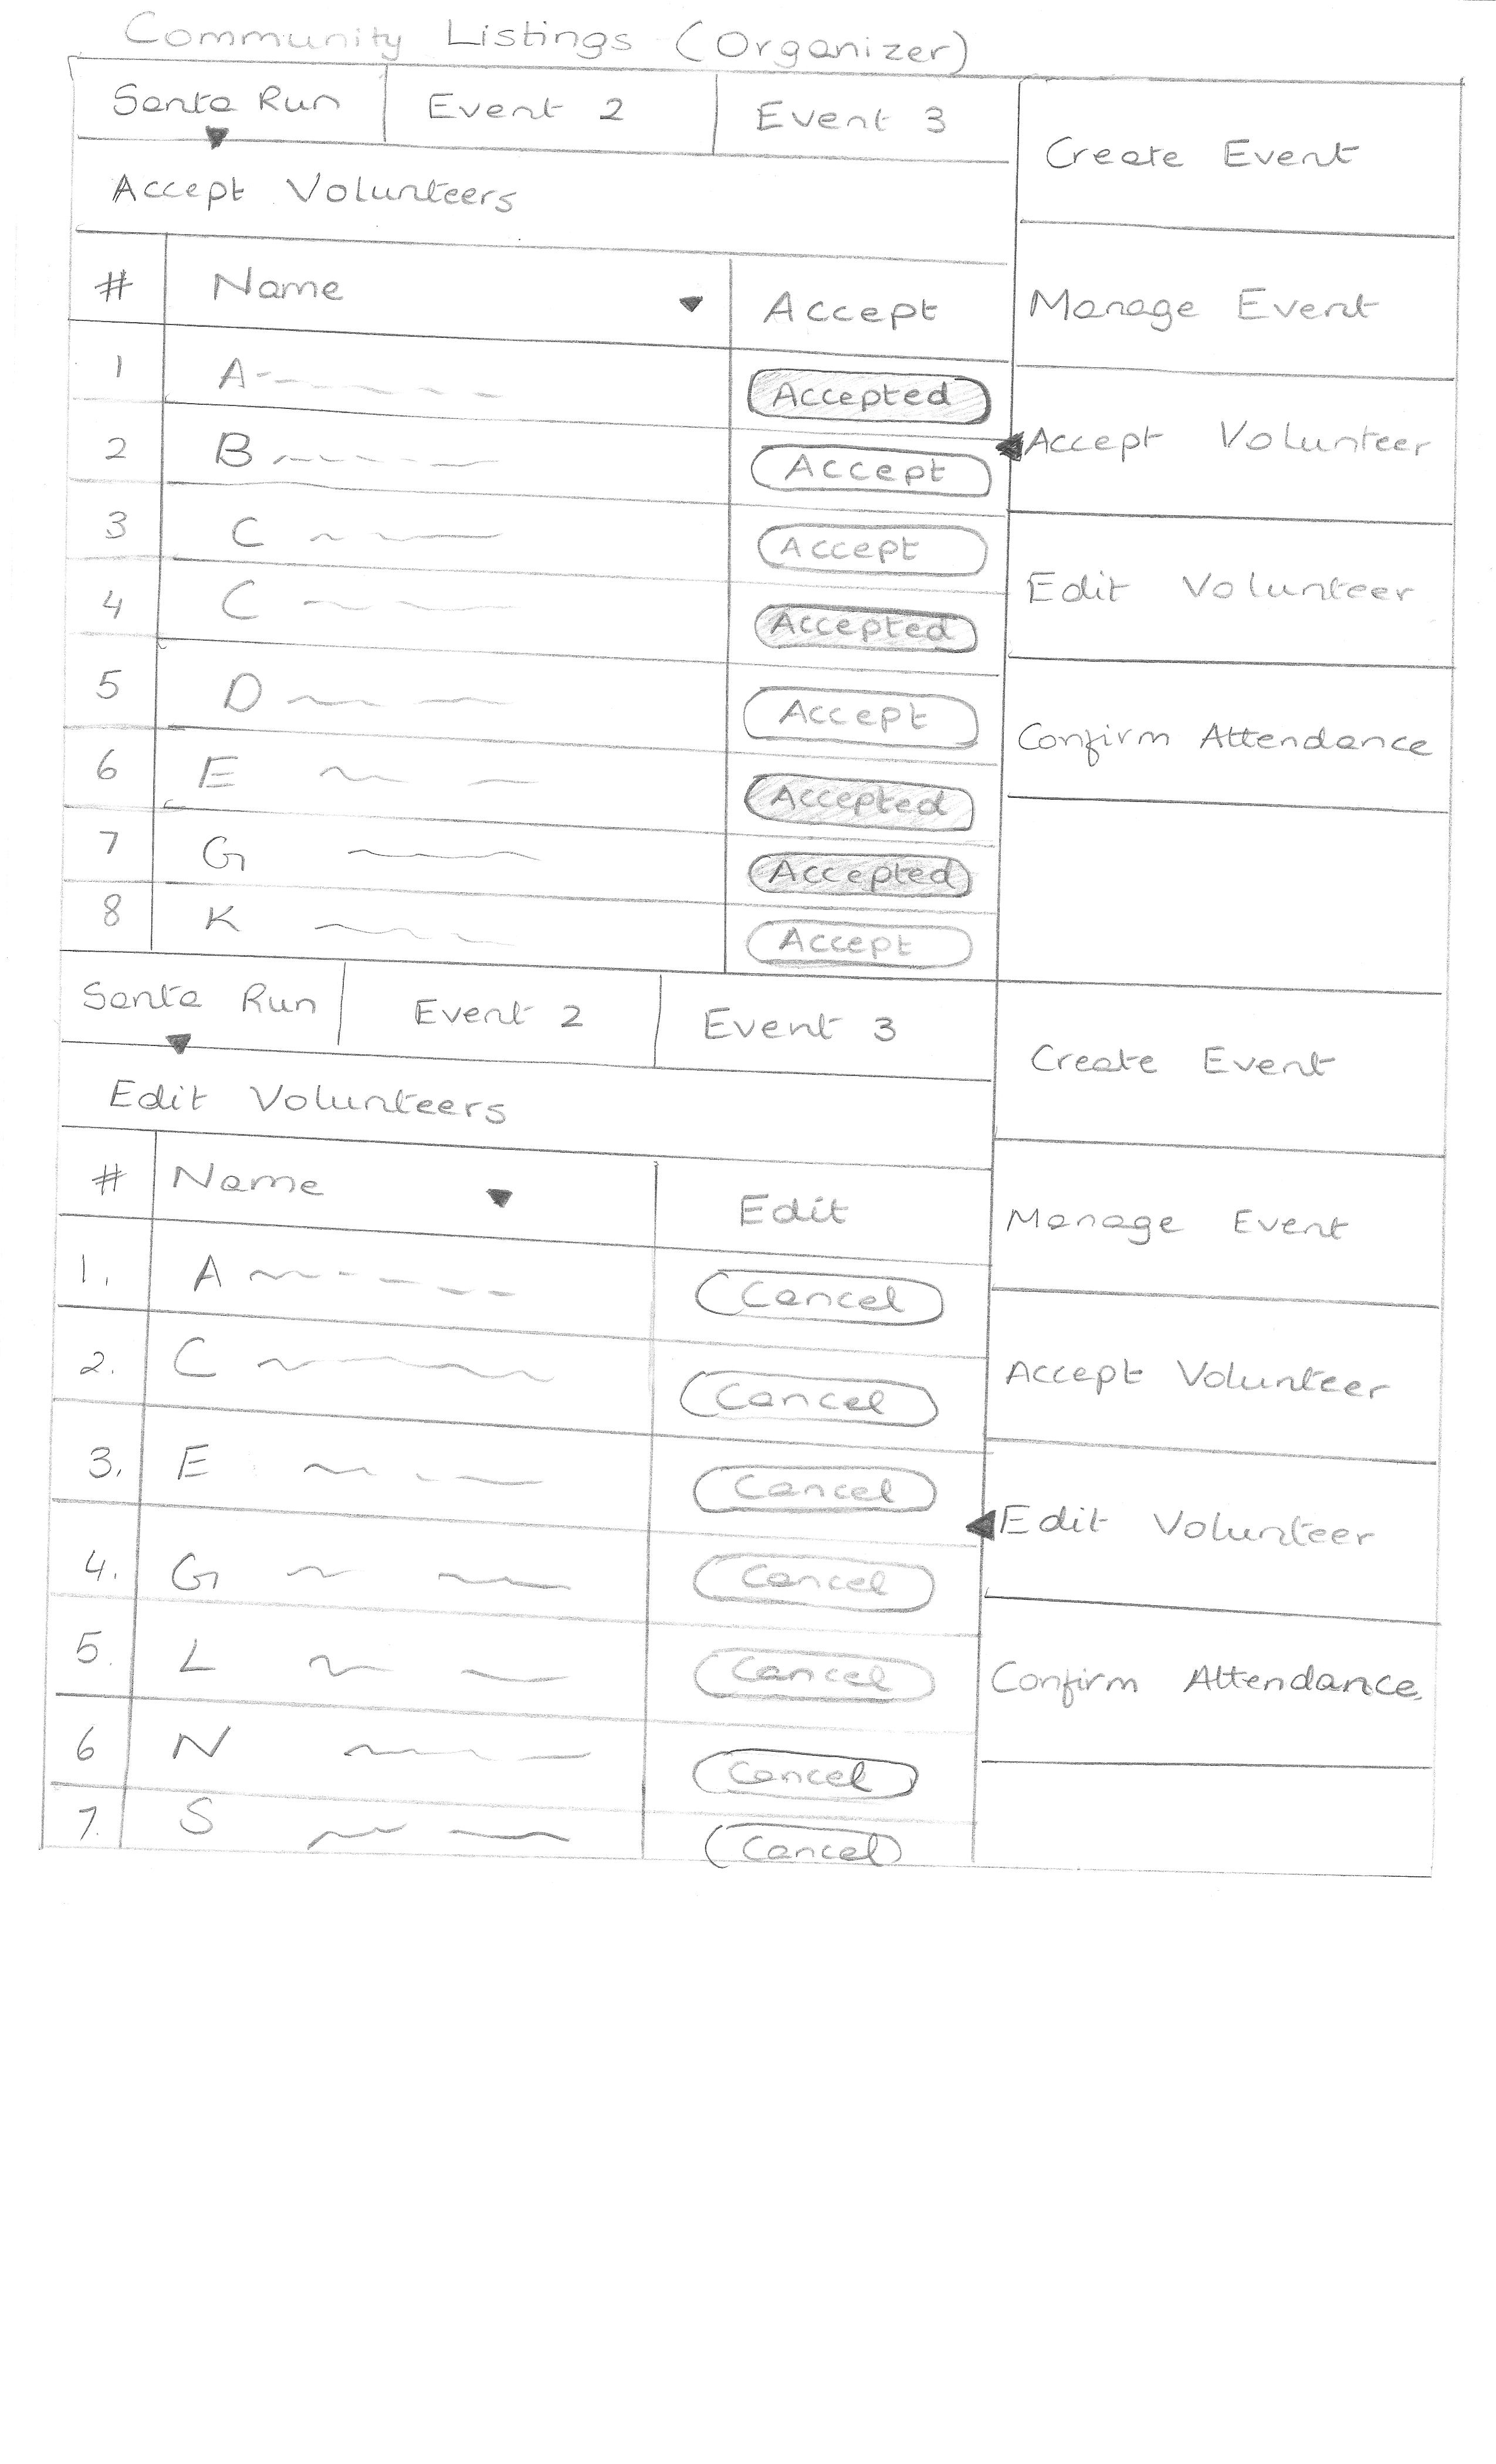 Community Listings (Organizer)
Santa Run Event 2 Event 3
Create Event
Accept Volunteers
# Name Accept
Manage Event
1 A Accepted
2 B Accept
Accept Volunteer
3 C Accept
4 C Accepted
Edit Volunteer
5 D Accept
Confirm Attendance
6 E Accepted
7 G Accepted
8 K Accept
Santa Run Event 2 Event 3
Create Event
Edit Volunteers
# Name Edit
Manage Event
1. A Cancel
2. C Cancel
Accept Volunteer
3. E Cancel
Edit Volunteer
4. G Cancel
5. L Cancel
Confirm Attendance
6 N Cancel
7. S Cancel